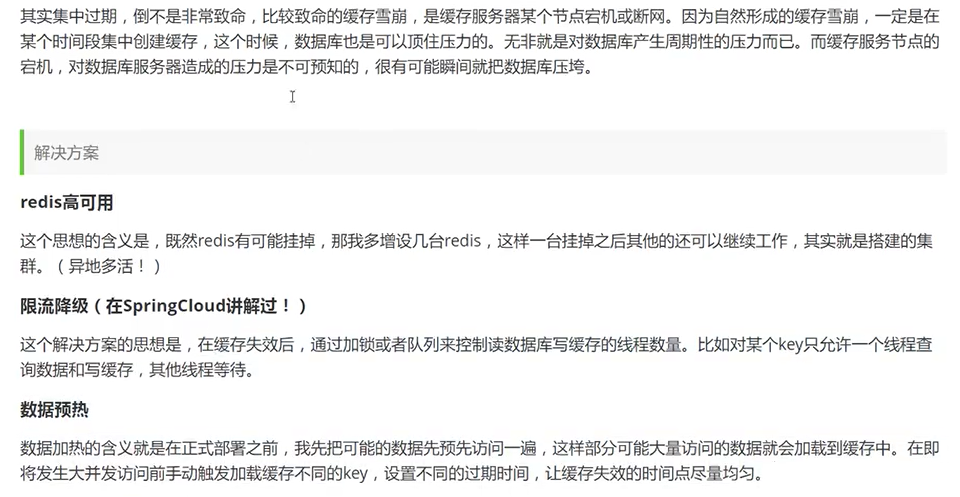 其实集中过期，倒不是非常致命，比较致命的缓存雪崩，是缓存服务器某个节点宕机或断网。因为自然形成的缓存雪崩，一定是在
某个时间段集中创建缓存，这个时候，数据库也是可以顶住压力的。无非就是对数据库产生周期性的压力而已。而缓存服务节点的
宕机，对数据库服务器造成的压力是不可预知的，很有可能瞬间就把数据库压垮。
解决方案
redis高可用
这个思想的含义是，既然redis有可能挂掉，那我多增设几台redis，这样一台挂掉之后其他的还可以继续工作，其实就是搭建的集
群。（异地多活！）
限流降级（在SpringCloud讲解过！）
这个解决方案的思想是，在缓存失效后，通过加锁或者队列来控制读数据库写缓存的线程数量。比如对某个key只允许一个线程查
询数据和写缓存，其他线程等待。
数据预热
数据加热的含义就是在正式部署之前，我先把可能的数据先预先访问一遍，这样部分可能大量访问的数据就会加载到缓存中。在即
将发生大并发访问前手动触发加载缓存不同的key，设置不同的过期时间，让缓存失效的时间点尽量均匀。